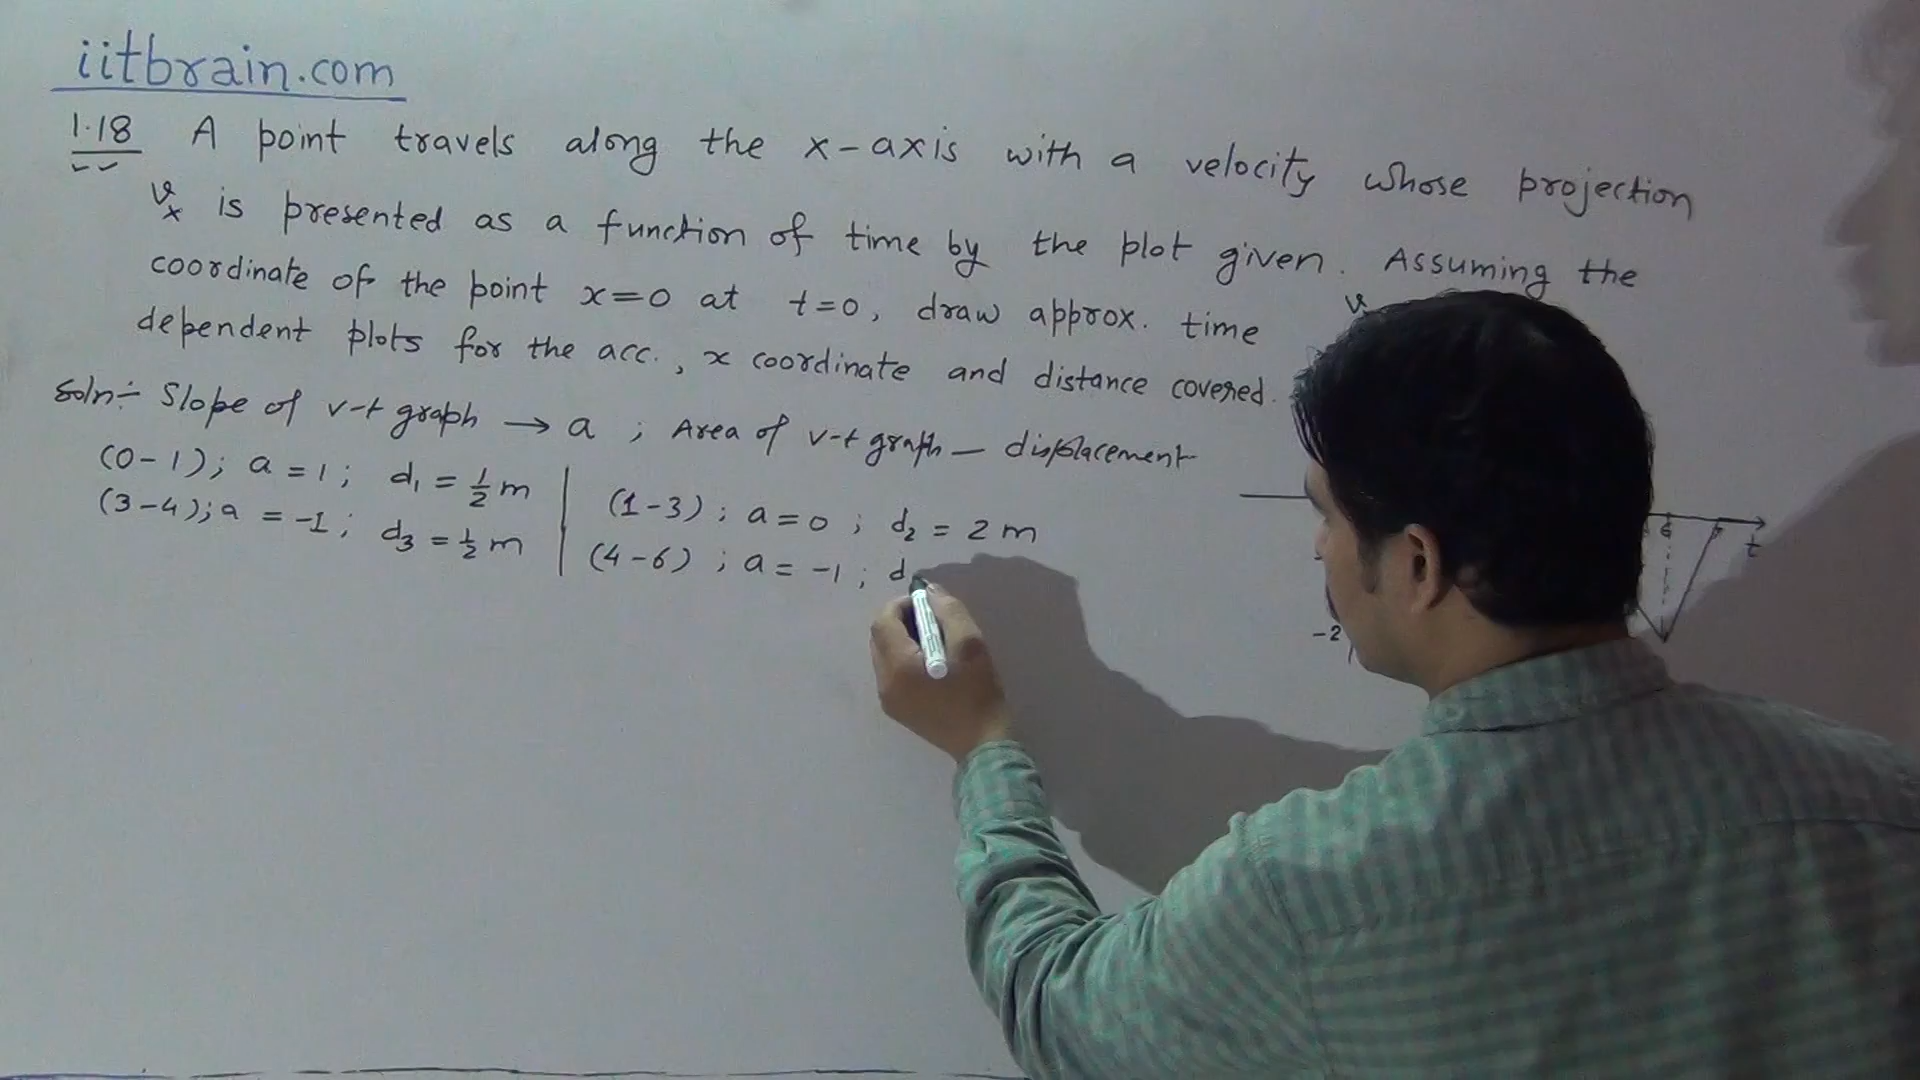 iitbrain.com
1.18 A point travels along the x-axis with a velocity whose projection
vx is presented as a function of time by the plot given. Assuming the
coordinate of the point x=0 at t=0, draw approx. time
dependent plots for the acc., x coordinate and distance covered.
Soln:- Slope of v-t graph → a ; Area of v-t graph — displacement
(0-1); a = 1; d₁ = 1/2 m | (1-3); a = 0 ; d₂ = 2 m
(3-4); a = -1; d₃ = 1/2 m | (4-6) ; a = -1 ; d
v
6
t
-2